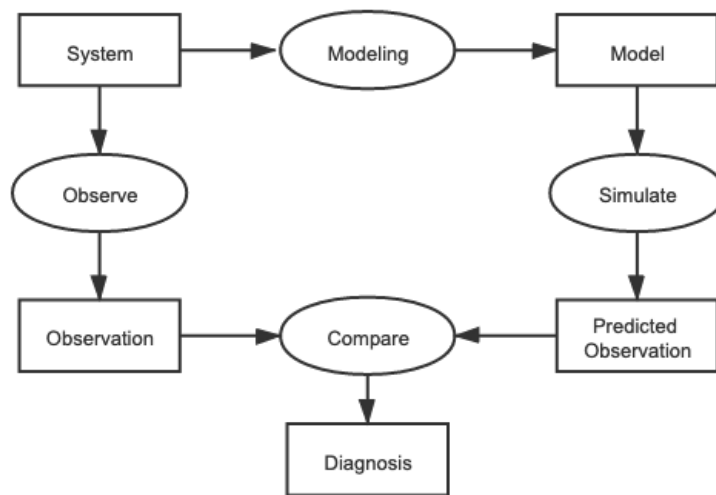 System
Modeling
Model
Observe
Simulate
Observation
Compare
Predicted
Observation
Diagnosis